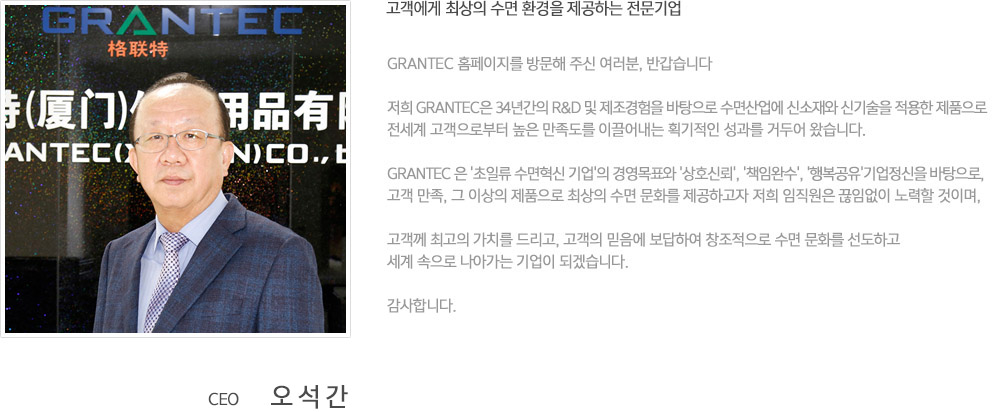 GRANTEC
格联特
特(厦门)
用品有
ANTEC(X
N)CO.,
고객에게 최상의 수면 환경을 제공하는 전문기업
GRANTEC 홈페이지를 방문해 주신 여러분, 반갑습니다
저희 GRANTEC은 34년간의 R&D 및 제조경험을 바탕으로 수면산업에 신소재와 신기술을 적용한 제품으로
전세계 고객으로부터 높은 만족도를 이끌어내는 획기적인 성과를 거두어 왔습니다.
GRANTEC 은 '초일류 수면혁신 기업'의 경영목표와 '상호신뢰', '책임완수', '행복공유'기업정신을 바탕으로,
고객 만족, 그 이상의 제품으로 최상의 수면 문화를 제공하고자 저희 임직원은 끊임없이 노력할 것이며,
고객께 최고의 가치를 드리고, 고객의 믿음에 보답하여 창조적으로 수면 문화를 선도하고
세계 속으로 나아가는 기업이 되겠습니다.
감사합니다.
CEO 오석간